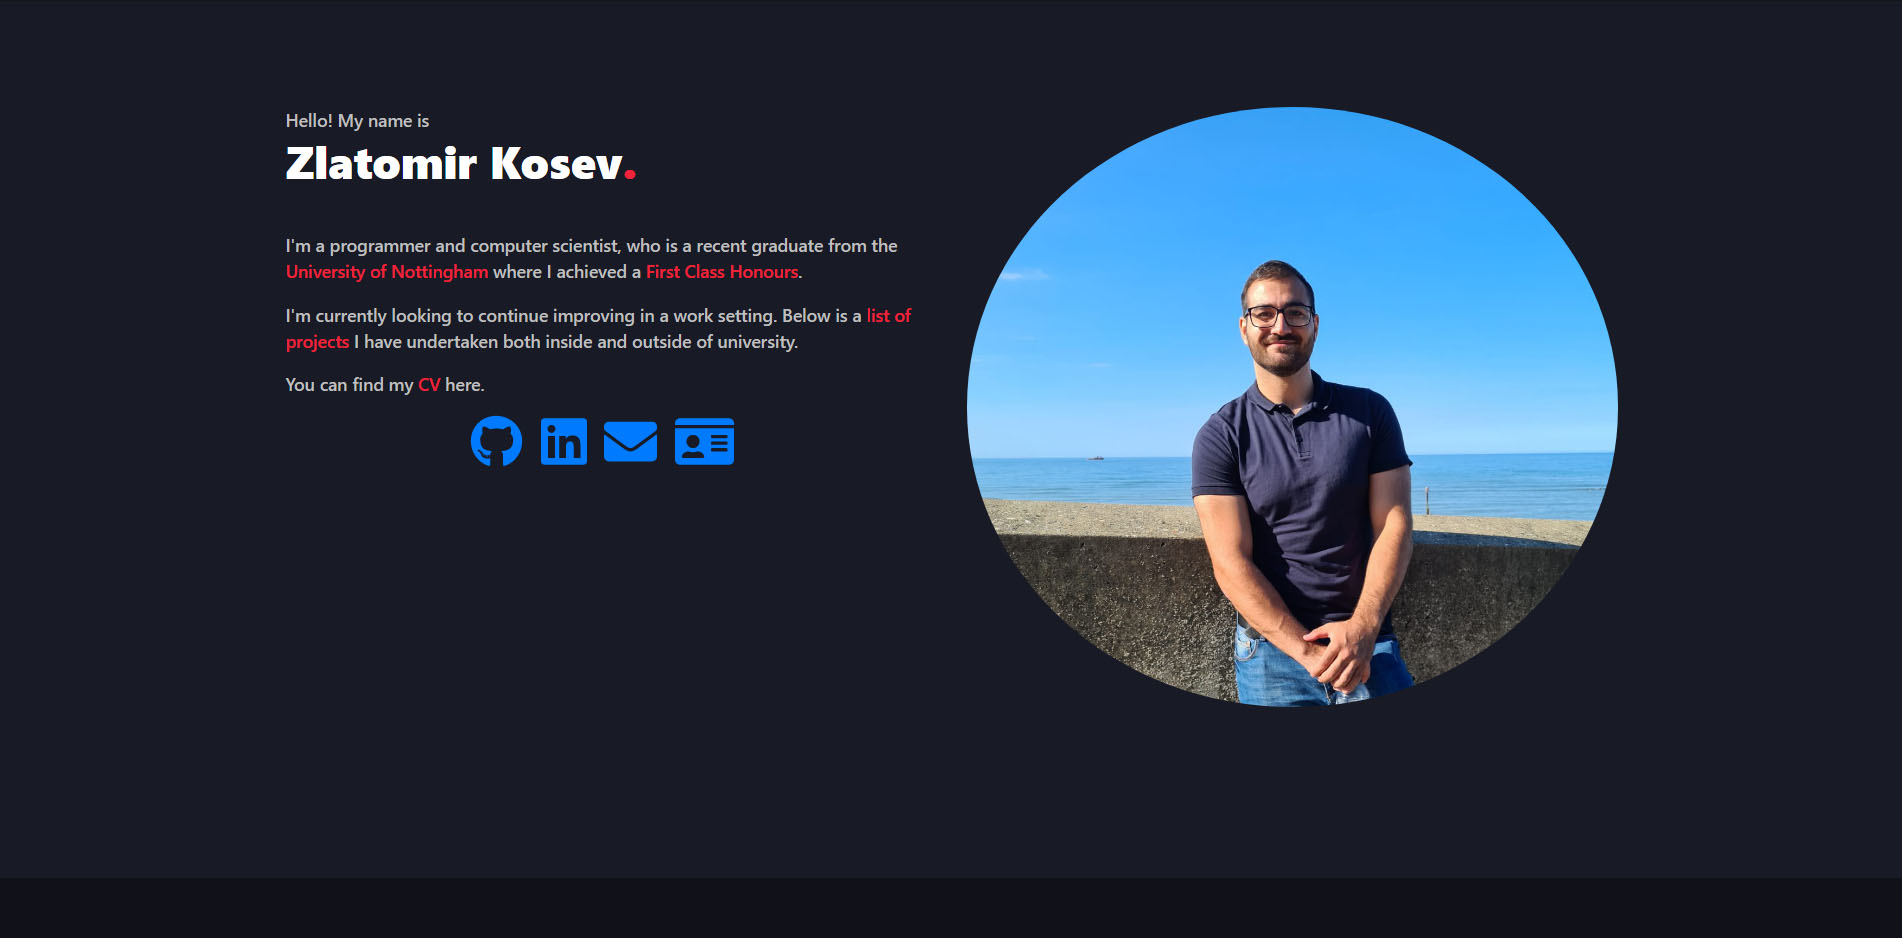 Hello! My name is
Zlatomir Kosev.
I'm a programmer and computer scientist, who is a recent graduate from the
University of Nottingham where I achieved a First Class Honours.
I'm currently looking to continue improving in a work setting. Below is a list of
projects I have undertaken both inside and outside of university.
You can find my CV here.
in